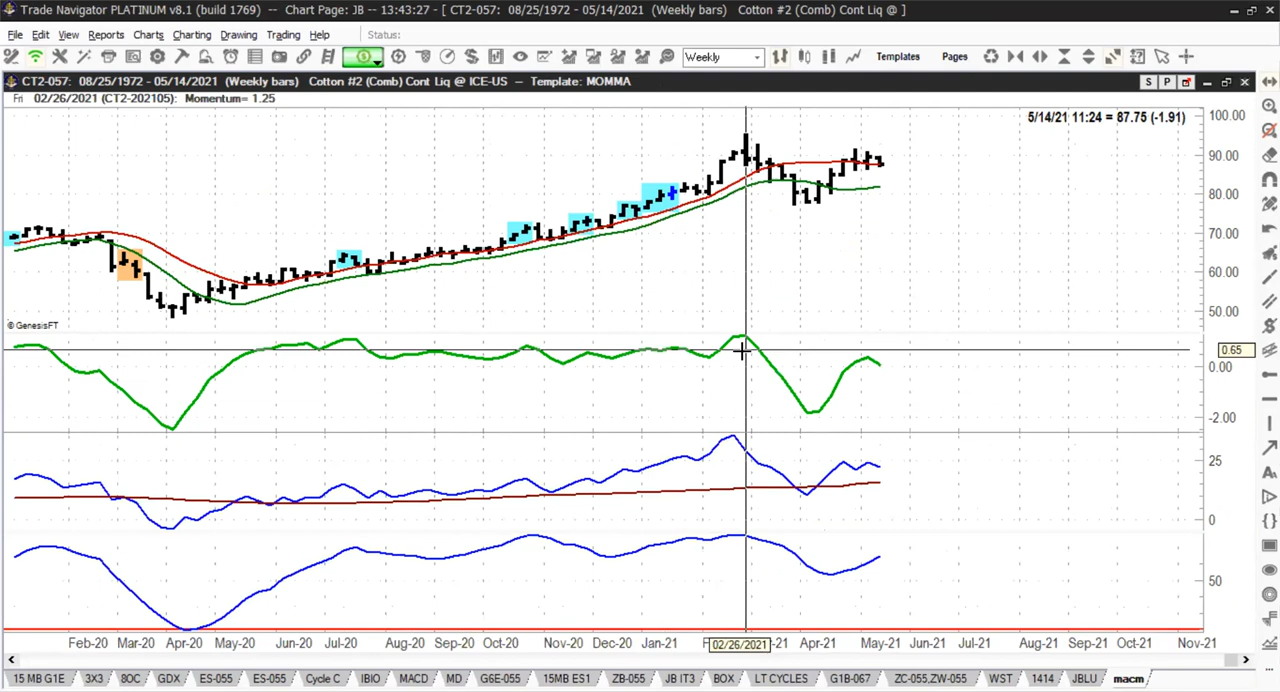 Trade Navigator PLATINUM v8.1 (build 1769) -- Chart Page: JB -- 13:43:27 - [ CT2-057: 08/25/1972 - 05/14/2021 (Weekly bars) Cotton #2 (Comb) Cont Liq @ ]
File Edit View Reports Charts Charting Drawing Trading Help Status:
Weekly Templates Pages
CT2-057: 08/25/1972 - 05/14/2021 (Weekly bars) Cotton #2 (Comb) Cont Liq @ ICE-US – Template: MOMMA S P
Fri 02/26/2021 (CT2-202105): Momentum= 1.25
5/14/21 11:24 = 87.75 (-1.91) 100.00
90.00
80.00
70.00
60.00
50.00
© GenesisFT
0.65
0.00
-2.00
25
0
50
Feb-20 Mar-20 Apr-20 May-20 Jun-20 Jul-20 Aug-20 Sep-20 Oct-20 Nov-20 Dec-20 Jan-21 F 02/26/2021 -21 Apr-21 May-21 Jun-21 Jul-21 Aug-21 Sep-21 Oct-21 Nov-21
15 MB G1E 3X3 8OC GDX ES-055 ES-055 Cycle C IBIO MACD MD G6E-055 15MB ES1 ZB-055 JB IT3 BOX LT CYCLES G1B-067 ZC-055,ZW-055 WST 1414 JBLU macm